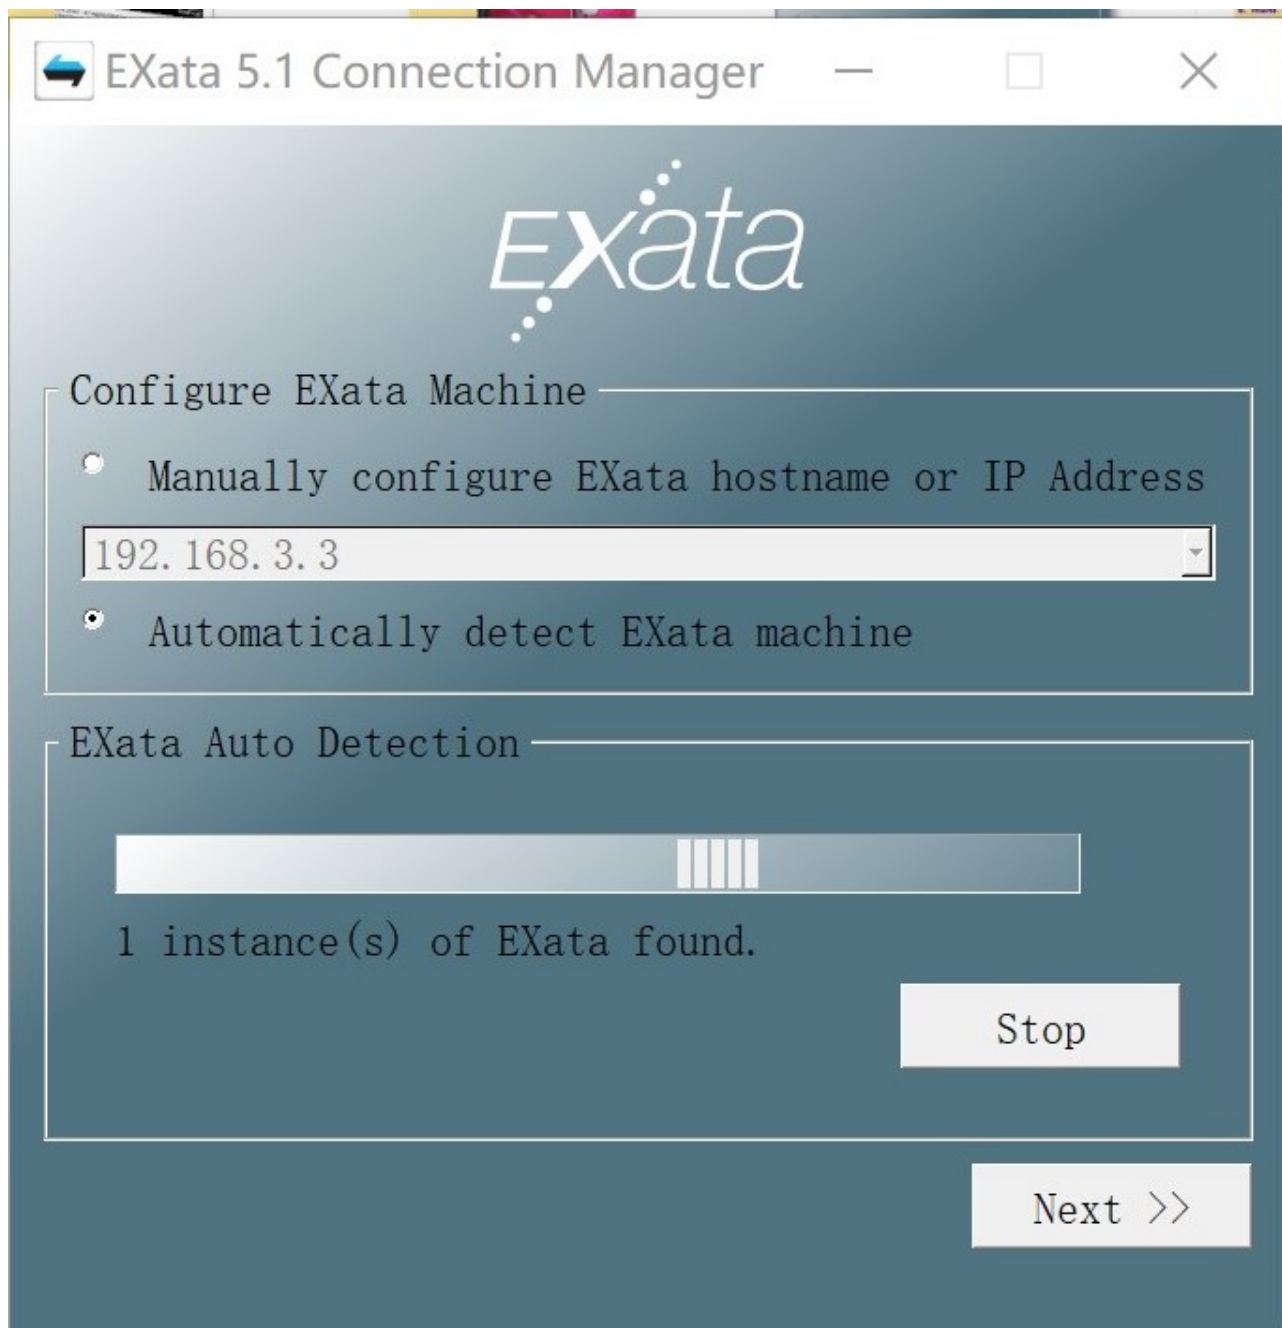 EXata 5.1 Connection Manager
EXata
Configure EXata Machine
Manually configure EXata hostname or IP Address
192.168.3.3
Automatically detect EXata machine
EXata Auto Detection
1 instance(s) of EXata found.
Stop
Next >>